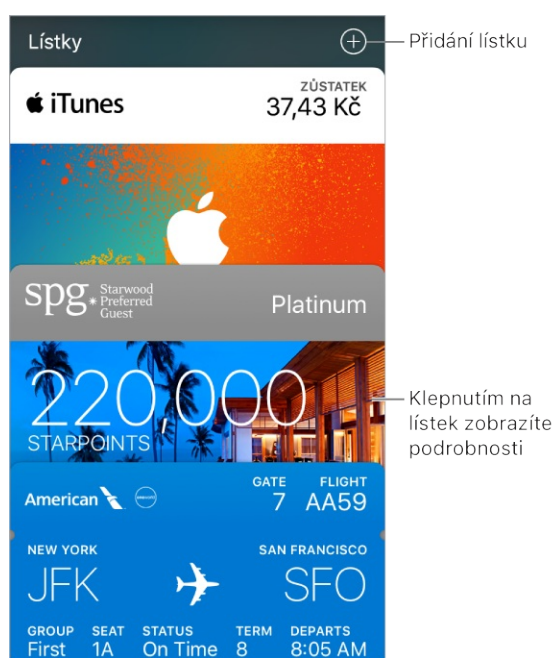 Lístky
Přidání lístku
iTunes
ZŮSTATEK
37,43 Kč
spg Starwood
Preferred
Guest
Platinum
220,000
STARPOINTS
Klepnutím na
lístek zobrazíte
podrobnosti
American
GATE FLIGHT
7 AA59
NEW YORK SAN FRANCISCO
JFK SFO
GROUP SEAT STATUS TERM DEPARTS
First 1A On Time 8 8:05 AM